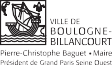 VILLE DE
BOULOGNE-
BILLANCOURT
Pierre-Christophe Baguet • Maire
Président de Grand Paris Seine Ouest